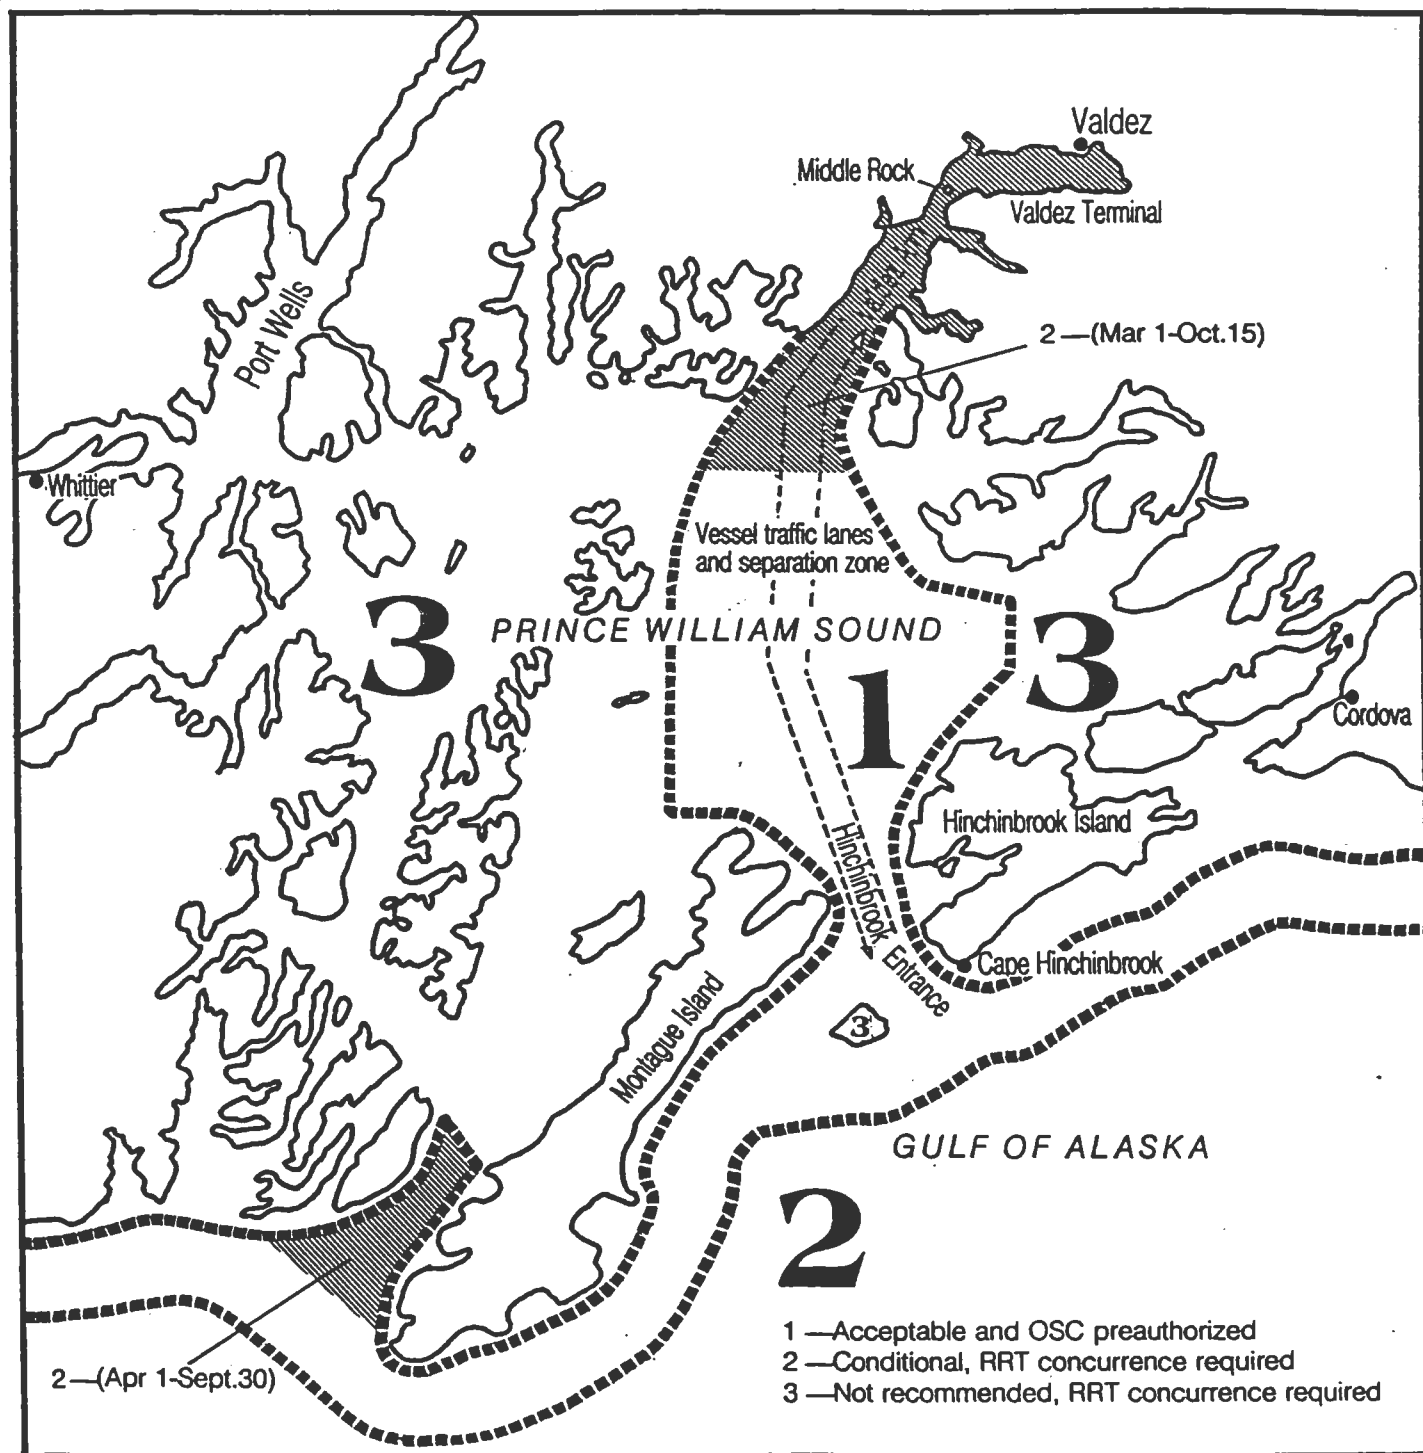 Valdez
Middle Rock
Valdez Terminal
Port Wells
Valdez Arm
2—(Mar 1-Oct.15)
Whittier
Vessel traffic lanes
and separation zone
3
PRINCE WILLIAM SOUND
3
1
Cordova
Hinchinbrook Island
Hinchinbrook Entrance
Cape Hinchinbrook
Montague Island
3
GULF OF ALASKA
2
1 —Acceptable and OSC preauthorized
2 —Conditional, RRT concurrence required
3 —Not recommended, RRT concurrence required
2—(Apr 1-Sept.30)